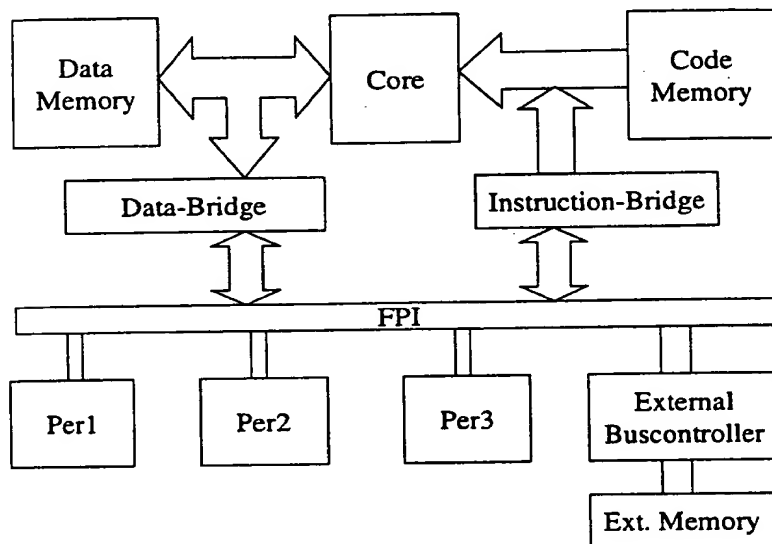 Data
Memory
Core
Code
Memory
Data-Bridge
Instruction-Bridge
FPI
Per1
Per2
Per3
External
Buscontroller
Ext. Memory